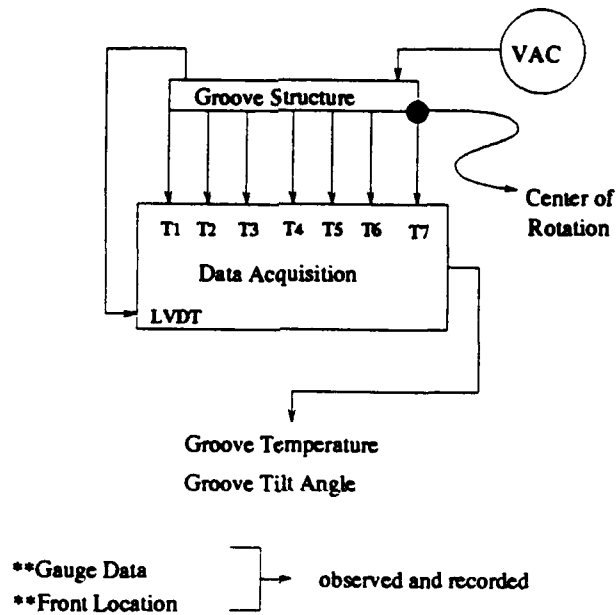 VAC
Groove Structure
Center of
Rotation
T1 T2 T3 T4 T5 T6 T7
Data Acquisition
LVDT
Groove Temperature
Groove Tilt Angle
**Gauge Data
**Front Location
observed and recorded